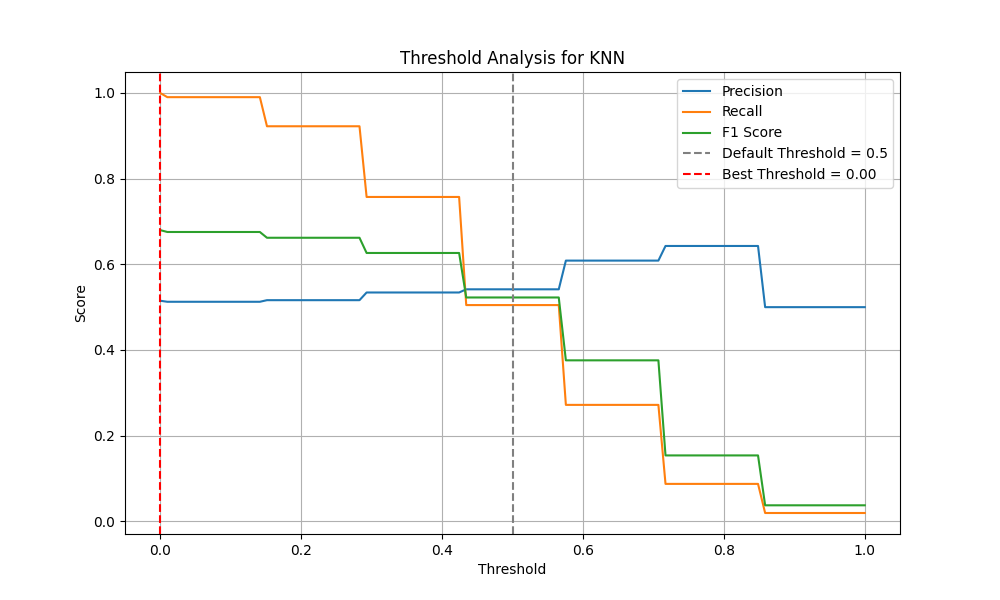 Threshold Analysis for KNN
Precision
Recall
F1 Score
Default Threshold = 0.5
Best Threshold = 0.00
Score
1.0
0.8
0.6
0.4
0.2
0.0
0.0 0.2 0.4 0.6 0.8 1.0
Threshold